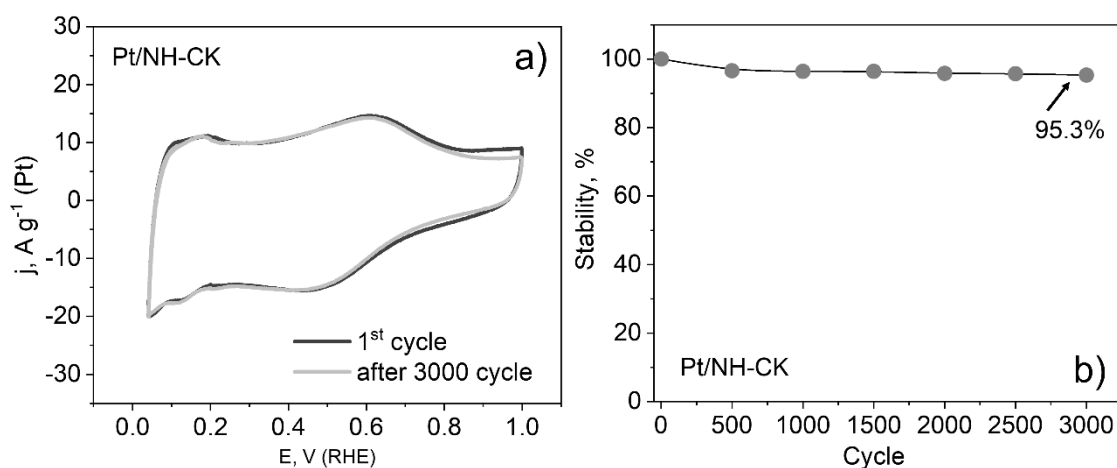 Pt/NH-CK
a)
j, A g⁻¹ (Pt)
30
20
10
0
-10
-20
-30
1ˢᵗ cycle
after 3000 cycle
0.0 0.2 0.4 0.6 0.8 1.0
E, V (RHE)
Stability, %
100
80
60
40
20
0
95.3%
Pt/NH-CK
b)
0 500 1000 1500 2000 2500 3000
Cycle